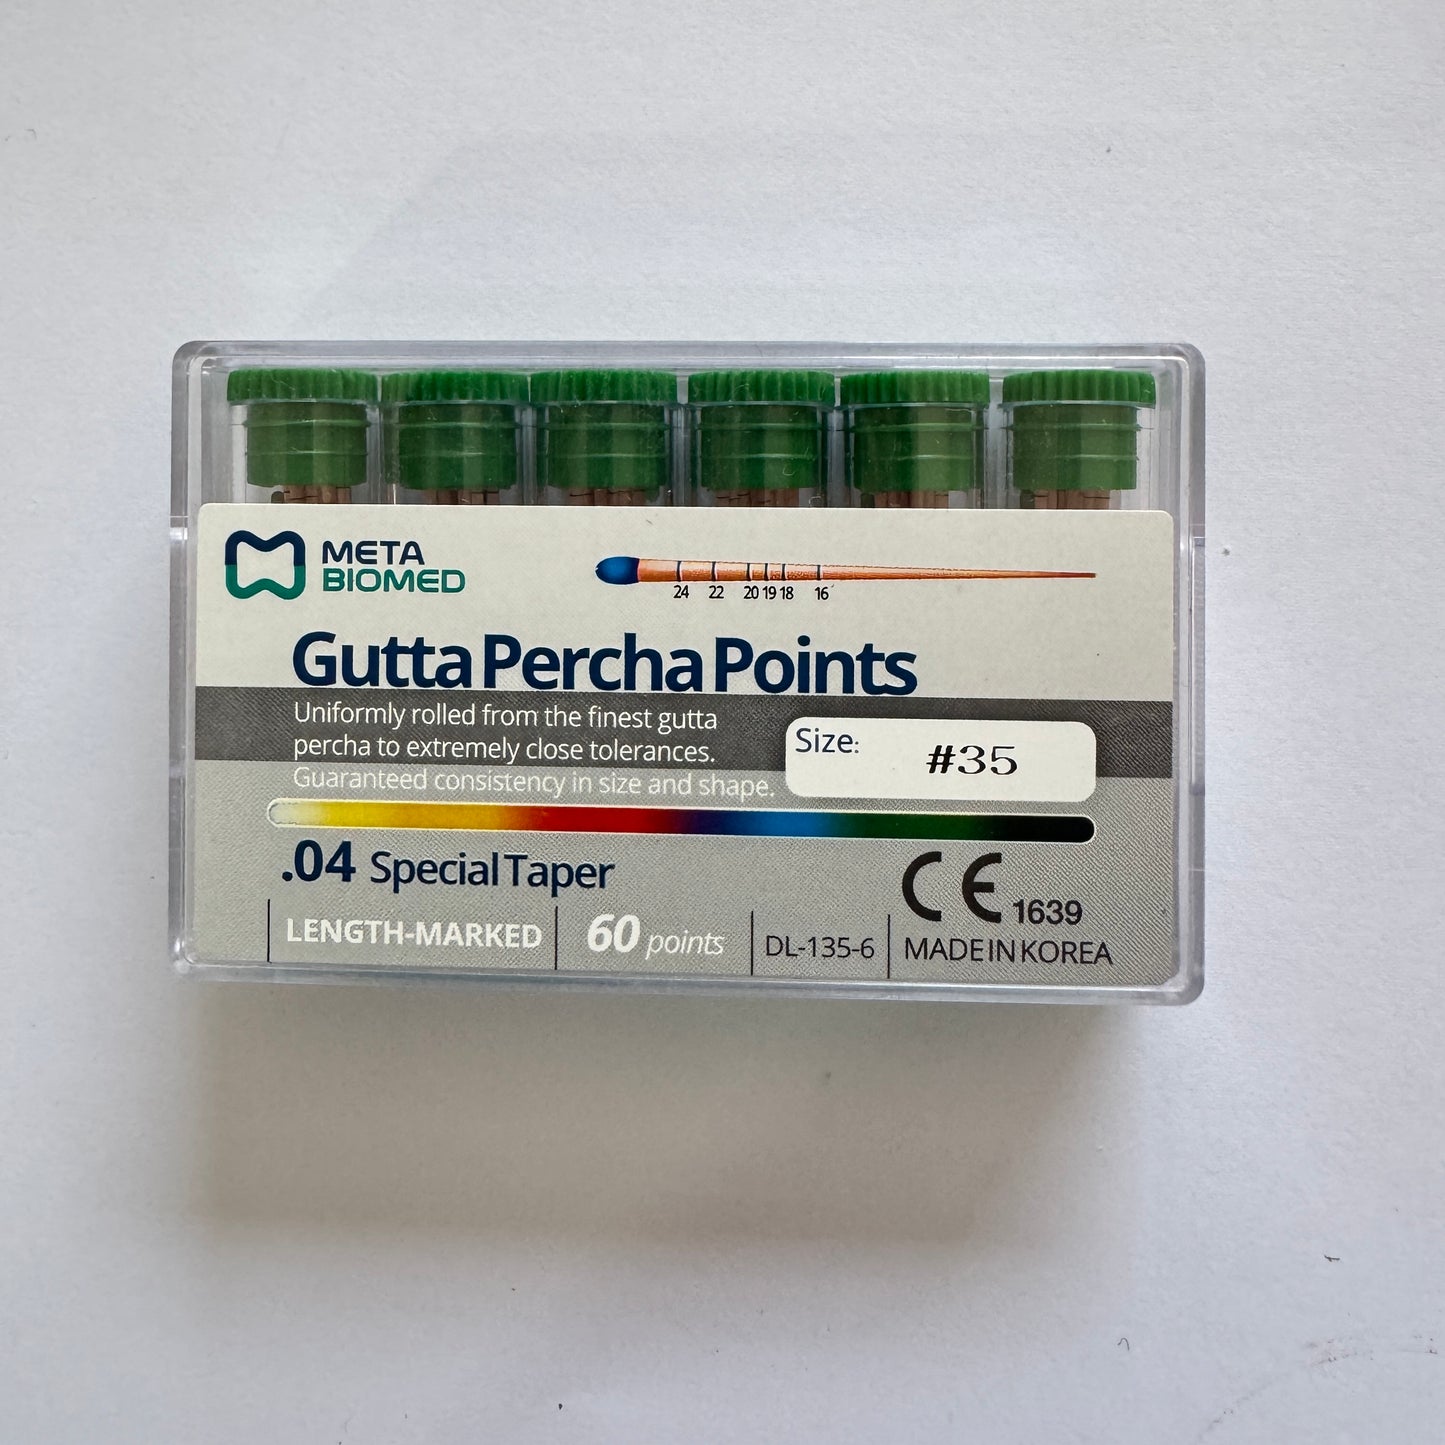 META
BIOMED
24 22 20 19 18 16
Gutta Percha Points
Uniformly rolled from the finest gutta
percha to extremely close tolerances.
Guaranteed consistency in size and shape.
Size: #35
.04 Special Taper
CE 1639
LENGTH-MARKED
60 points
DL-135-6
MADE IN KOREA